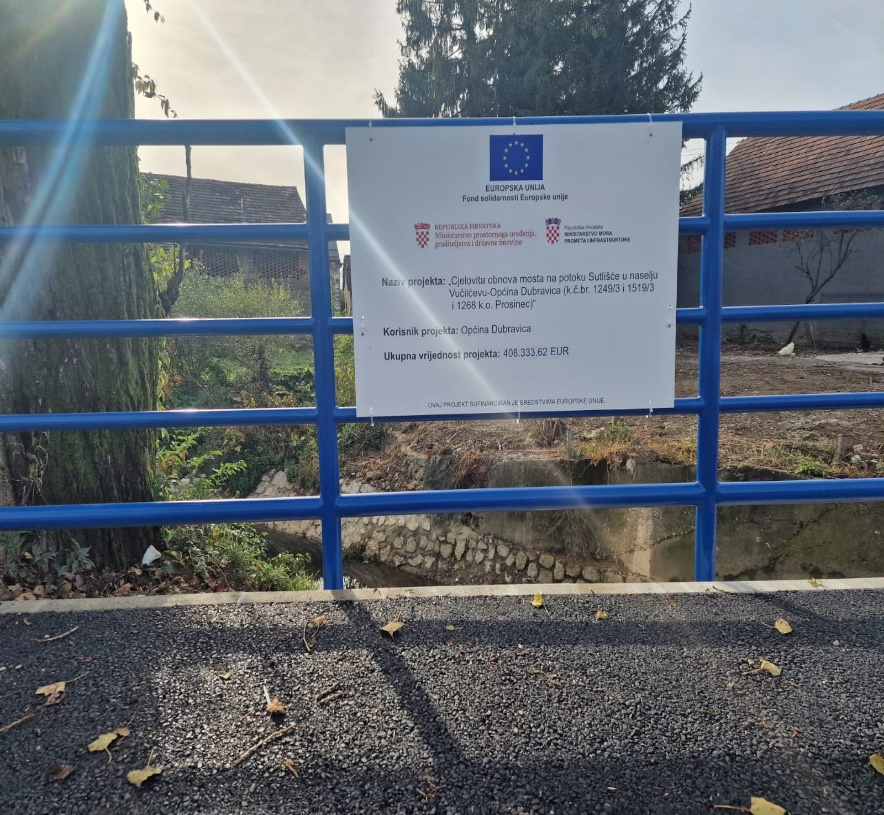 EUROPSKA UNIJA
Fond solidarnosti Europske unije
REPUBLIKA HRVATSKA
Ministarstvo prostornoga uređenja,
graditeljstva i državne imovine
Republika Hrvatska
MINISTARSTVO MORA,
PROMETA I INFRASTRUKTURE
Naziv projekta: „Cjelovita obnova mosta na potoku Sutlišće u naselju
Vučilčevu-Općina Dubravica (k.č.br. 1249/3 i 1519/3
i 1268 k.o. Prosinec)"
Korisnik projekta: Općina Dubravica
Ukupna vrijednost projekta: 408.333,62 EUR
OVAJ PROJEKT SUFINANCIRAN JE SREDSTVIMA EUROPSKE UNIJE